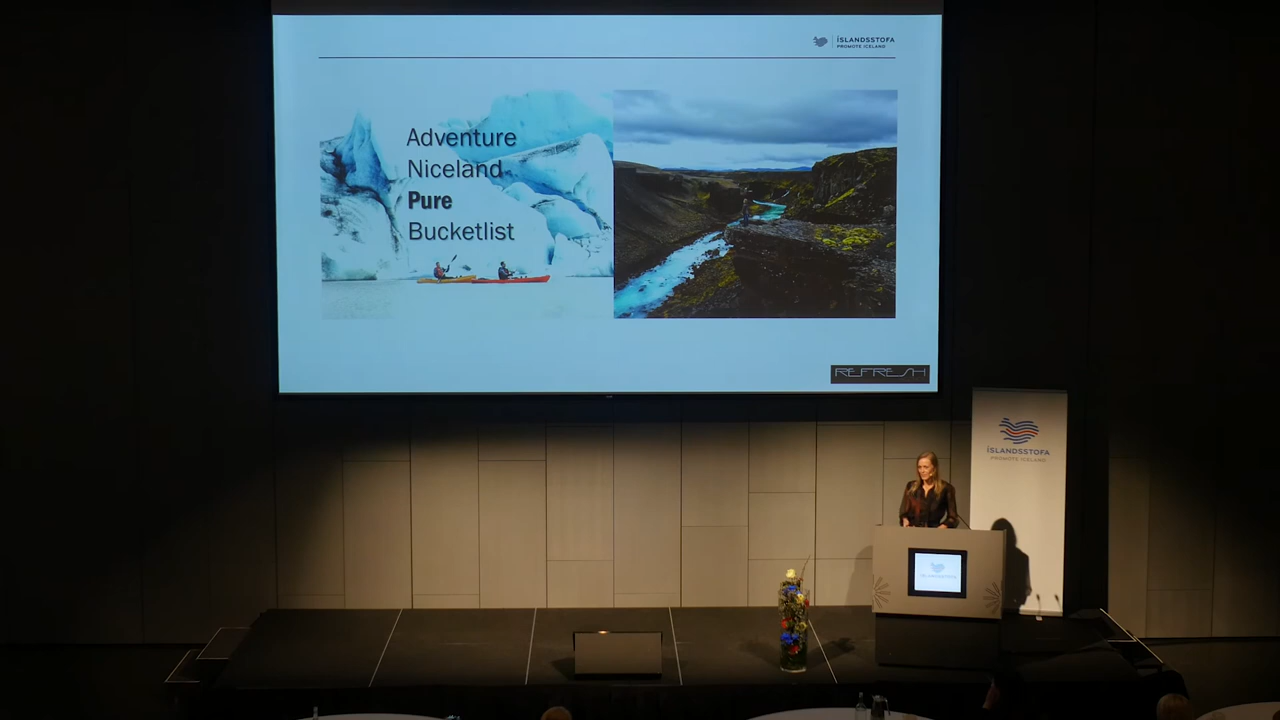 ÍSLANDSSTOFA
PROMOTE ICELAND
Adventure
Niceland
Pure
Bucketlist
REFRESH
ÍSLANDSSTOFA
PROMOTE ICELAND